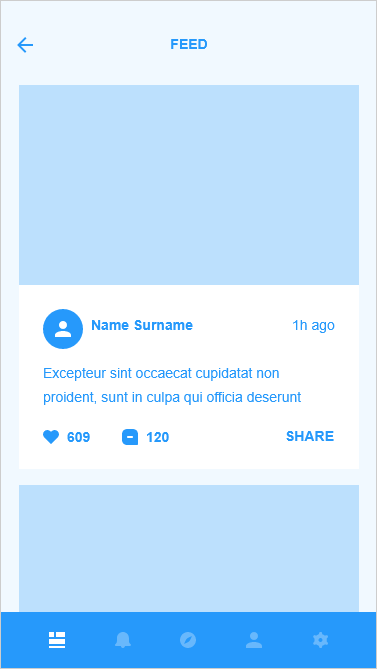 FEED
Name Surname
1h ago
Excepteur sint occaecat cupidatat non
proident, sunt in culpa qui officia deserunt
609
120
SHARE